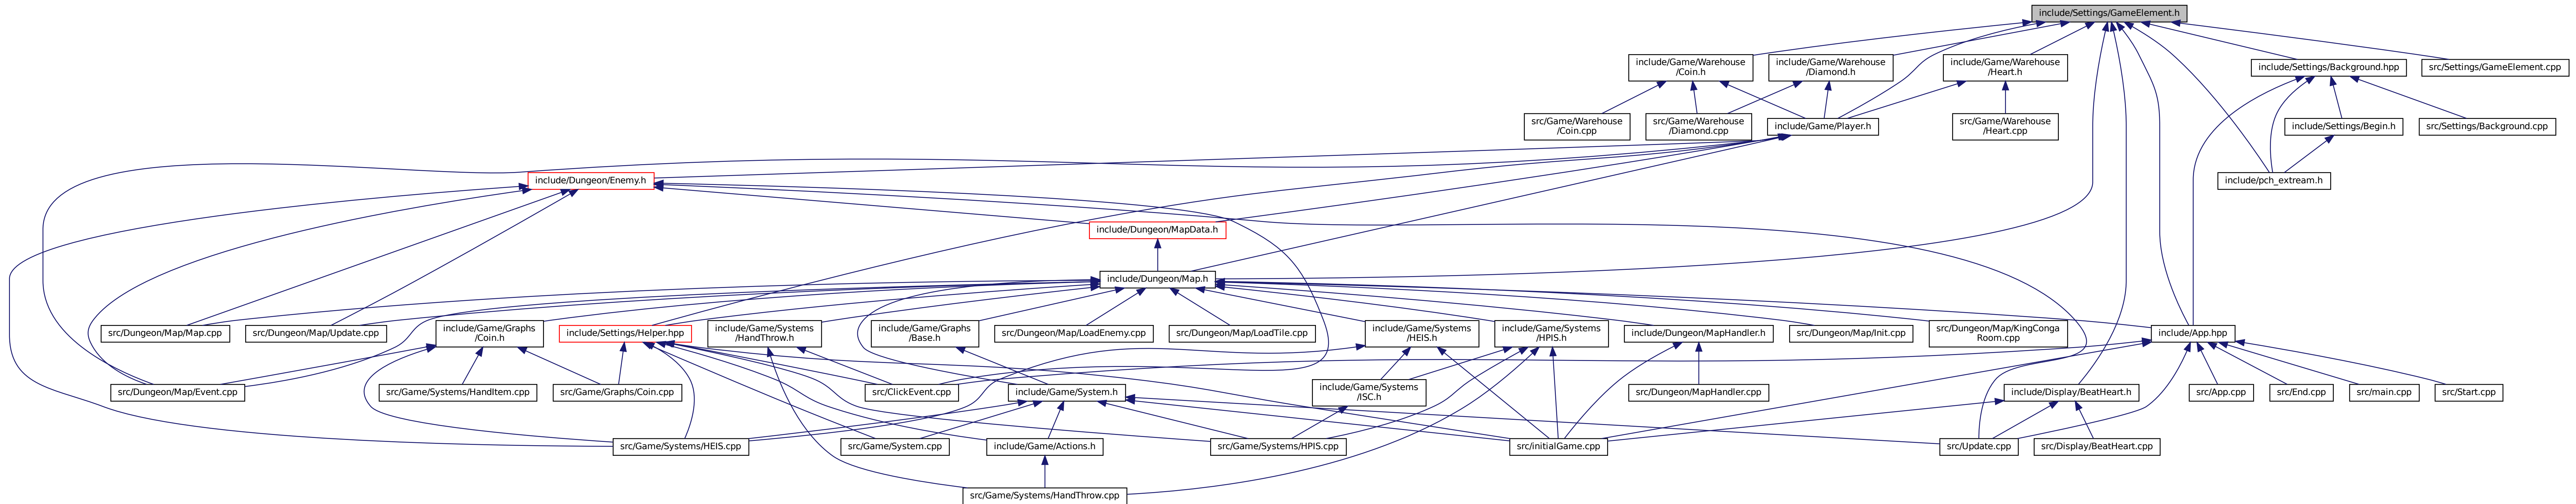 include/Settings/GameElement.h
include/Game/Warehouse
/Coin.h
include/Game/Warehouse
/Diamond.h
include/Game/Warehouse
/Heart.h
include/Settings/Background.hpp
src/Settings/GameElement.cpp
src/Game/Warehouse
/Coin.cpp
src/Game/Warehouse
/Diamond.cpp
include/Game/Player.h
src/Game/Warehouse
/Heart.cpp
include/Settings/Begin.h
src/Settings/Background.cpp
include/Dungeon/Enemy.h
include/pch_extream.h
include/Dungeon/MapData.h
include/Dungeon/Map.h
src/Dungeon/Map/Map.cpp
src/Dungeon/Map/Update.cpp
include/Game/Graphs
/Coin.h
include/Settings/Helper.hpp
include/Game/Systems
/HandThrow.h
include/Game/Graphs
/Base.h
src/Dungeon/Map/LoadEnemy.cpp
src/Dungeon/Map/LoadTile.cpp
include/Game/Systems
/HEIS.h
include/Game/Systems
/HPIS.h
include/Dungeon/MapHandler.h
src/Dungeon/Map/Init.cpp
src/Dungeon/Map/KingConga
Room.cpp
include/App.hpp
src/Dungeon/Map/Event.cpp
src/Game/Systems/HandItem.cpp
src/Game/Graphs/Coin.cpp
src/ClickEvent.cpp
include/Game/System.h
include/Game/Systems
/ISC.h
src/Dungeon/MapHandler.cpp
include/Display/BeatHeart.h
src/App.cpp
src/End.cpp
src/main.cpp
src/Start.cpp
src/Game/Systems/HEIS.cpp
src/Game/System.cpp
include/Game/Actions.h
src/Game/Systems/HPIS.cpp
src/initialGame.cpp
src/Update.cpp
src/Display/BeatHeart.cpp
src/Game/Systems/HandThrow.cpp